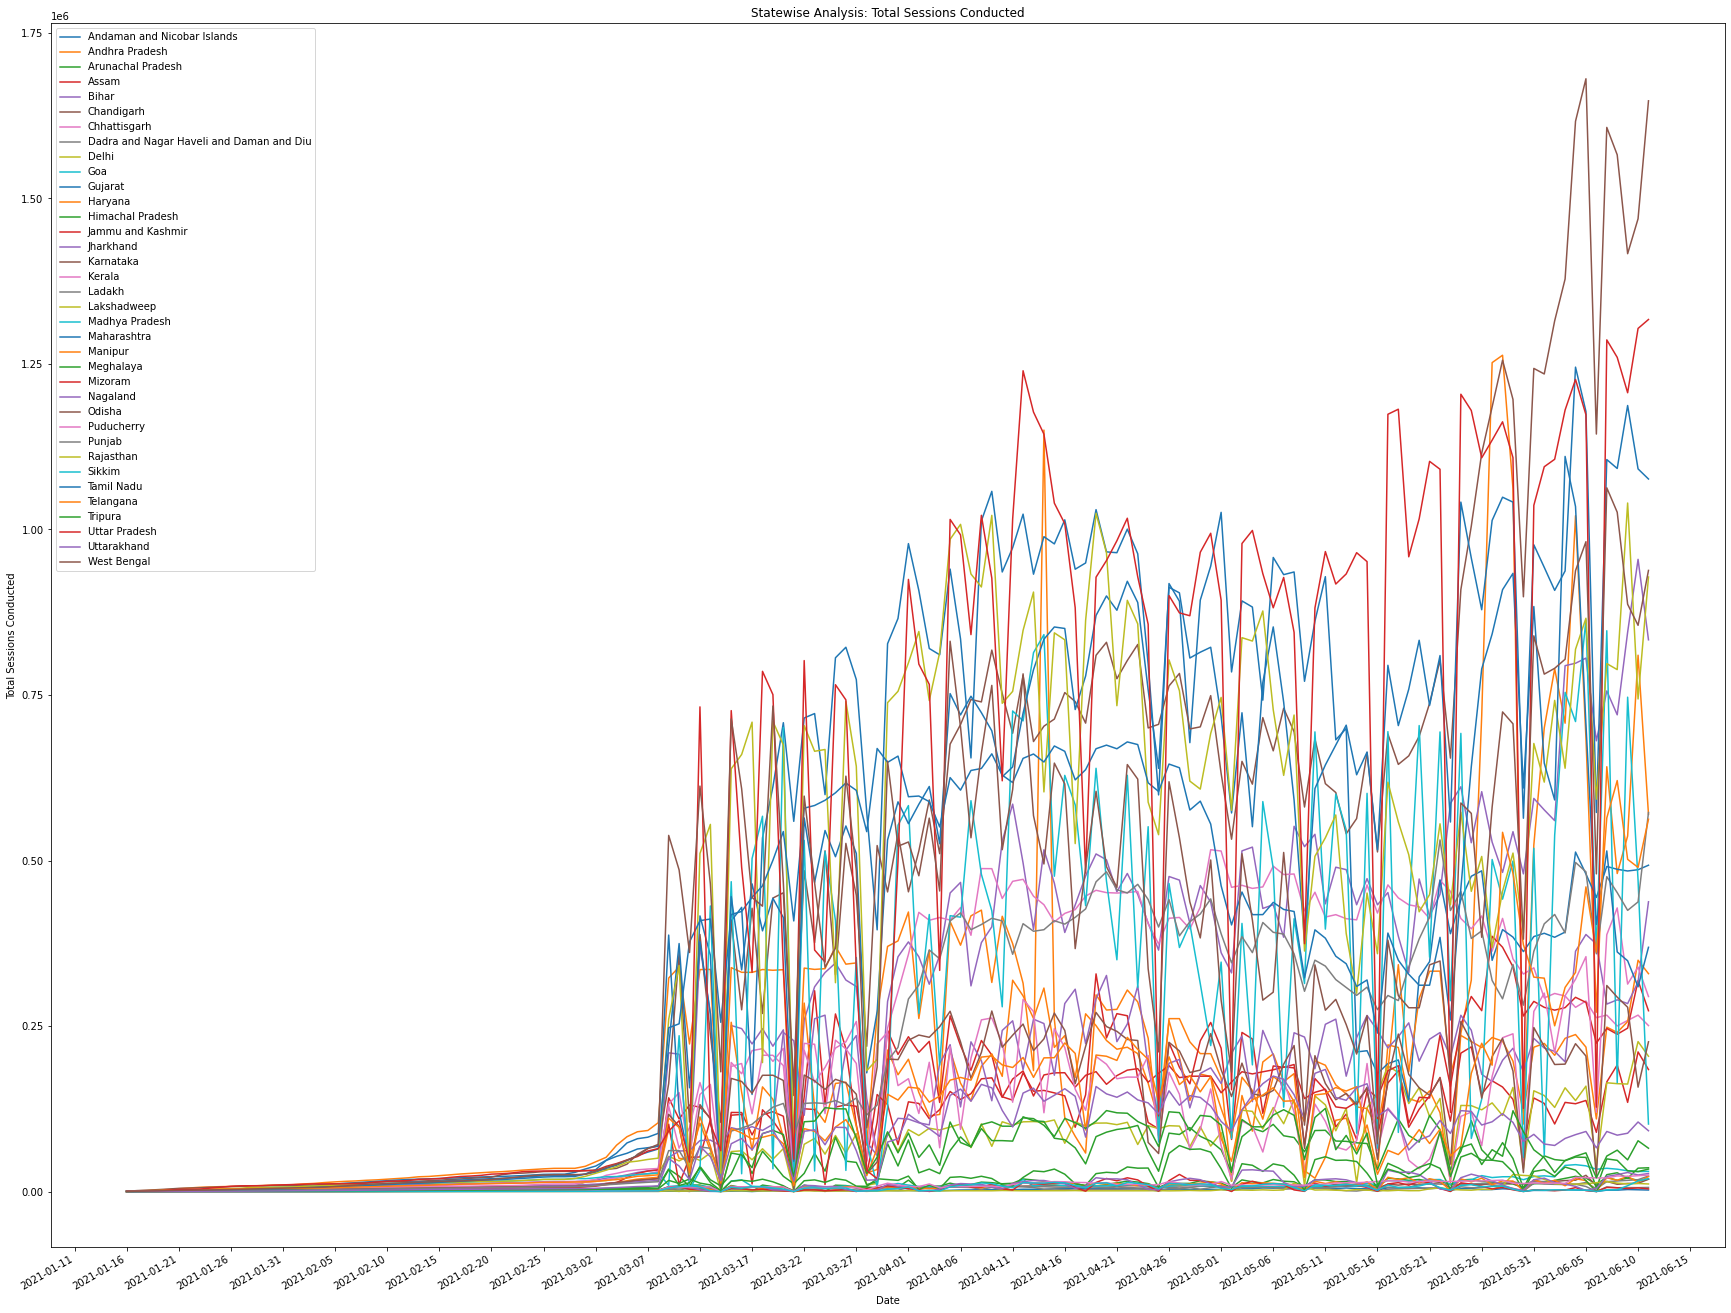 Statewise Analysis: Total Sessions Conducted
1e6
1.75
1.50
1.25
1.00
0.75
0.50
0.25
0.00
Total Sessions Conducted
Andaman and Nicobar Islands
Andhra Pradesh
Arunachal Pradesh
Assam
Bihar
Chandigarh
Chhattisgarh
Dadra and Nagar Haveli and Daman and Diu
Delhi
Goa
Gujarat
Haryana
Himachal Pradesh
Jammu and Kashmir
Jharkhand
Karnataka
Kerala
Ladakh
Lakshadweep
Madhya Pradesh
Maharashtra
Manipur
Meghalaya
Mizoram
Nagaland
Odisha
Puducherry
Punjab
Rajasthan
Sikkim
Tamil Nadu
Telangana
Tripura
Uttar Pradesh
Uttarakhand
West Bengal
2021-01-11
2021-01-16
2021-01-21
2021-01-26
2021-01-31
2021-02-05
2021-02-10
2021-02-15
2021-02-20
2021-02-25
2021-03-02
2021-03-07
2021-03-12
2021-03-17
2021-03-22
2021-03-27
2021-04-01
2021-04-06
2021-04-11
2021-04-16
2021-04-21
2021-04-26
2021-05-01
2021-05-06
2021-05-11
2021-05-16
2021-05-21
2021-05-26
2021-05-31
2021-06-05
2021-06-10
2021-06-15
Date